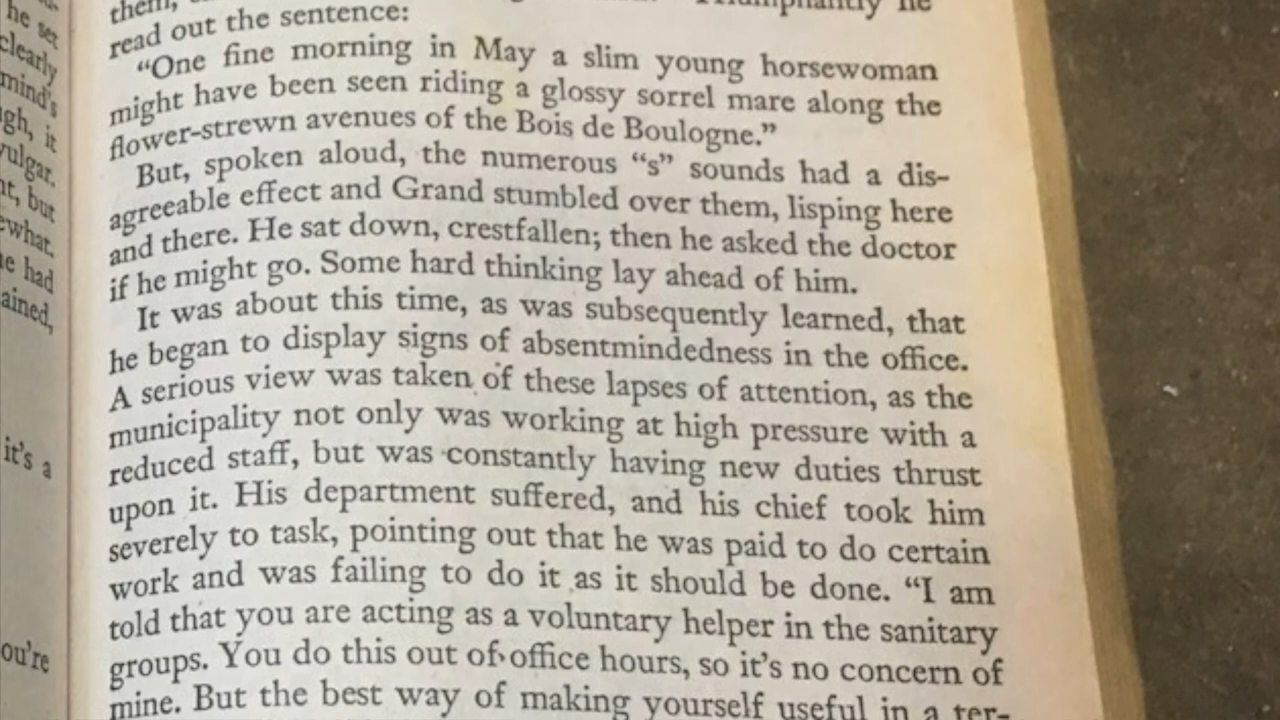 he set
clearly
mind's
it
vulgar.
but
had
it's a
them,
he
read out the sentence:
“One fine morning in May a slim young horsewoman
might have been seen riding a glossy sorrel mare along the
flower-strewn avenues of the Bois de Boulogne.”
But, spoken aloud, the numerous “s” sounds had a dis-
agreeable effect and Grand stumbled over them, lisping here
and there. He sat down, crestfallen; then he asked the doctor
if he might go. Some hard thinking lay ahead of him.
It was about this time, as was subsequently learned, that
he began to display signs of absentmindedness in the office.
A serious view was taken of these lapses of attention, as the
municipality not only was working at high pressure with a
reduced staff, but was constantly having new duties thrust
upon it. His department suffered, and his chief took him
severely to task, pointing out that he was paid to do certain
work and was failing to do it as it should be done. “I am
told that you are acting as a voluntary helper in the sanitary
groups. You do this out of office hours, so it's no concern of
mine. But the best way of making yourself useful in a ter-